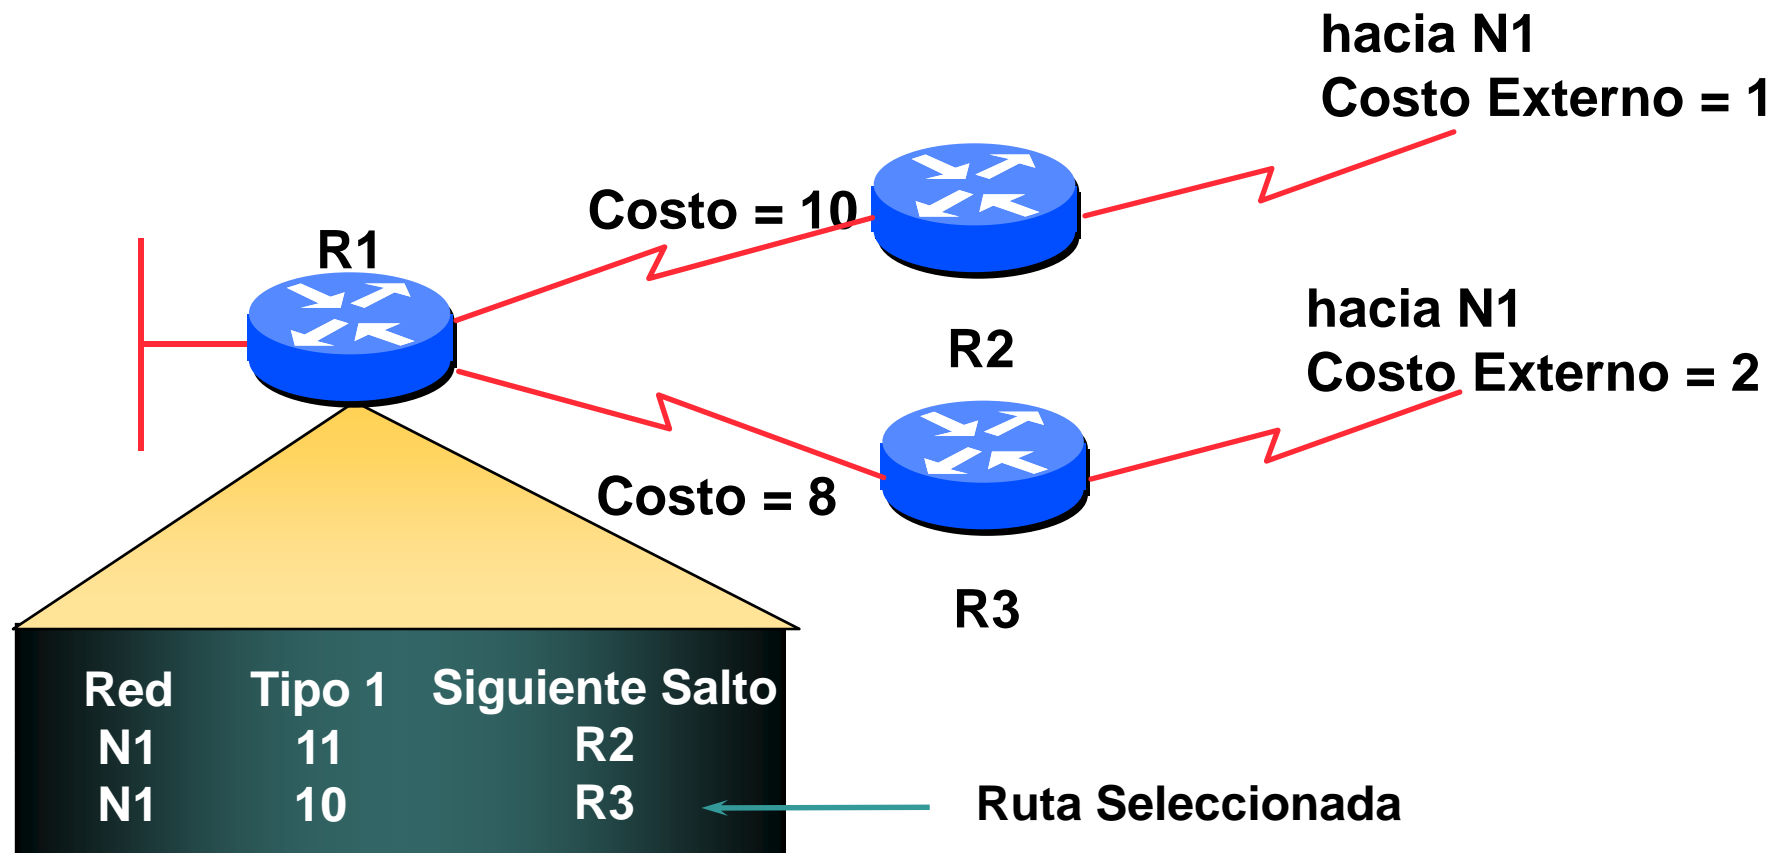 hacia N1
Costo Externo = 1
Costo = 10
R1
hacia N1
R2
Costo Externo = 2
Costo = 8
R3
Red Tipo 1 Siguiente Salto
N1 11 R2
N1 10 R3
Ruta Seleccionada